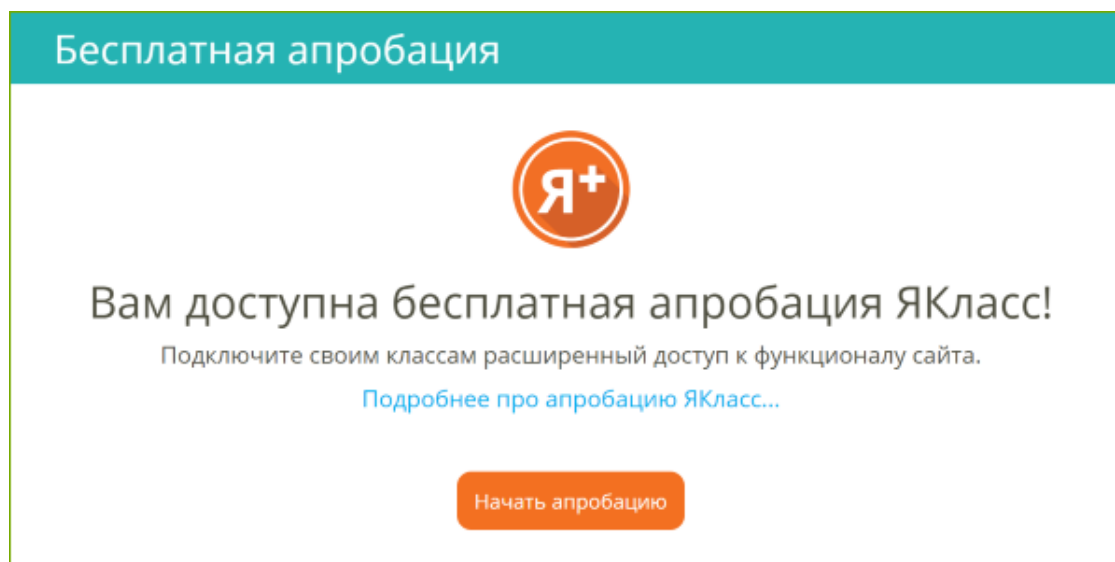 Бесплатная апробация
Я+
Вам доступна бесплатная апробация ЯКласс!
Подключите своим классам расширенный доступ к функционалу сайта.
Подробнее про апробацию ЯКласс...
Начать апробацию